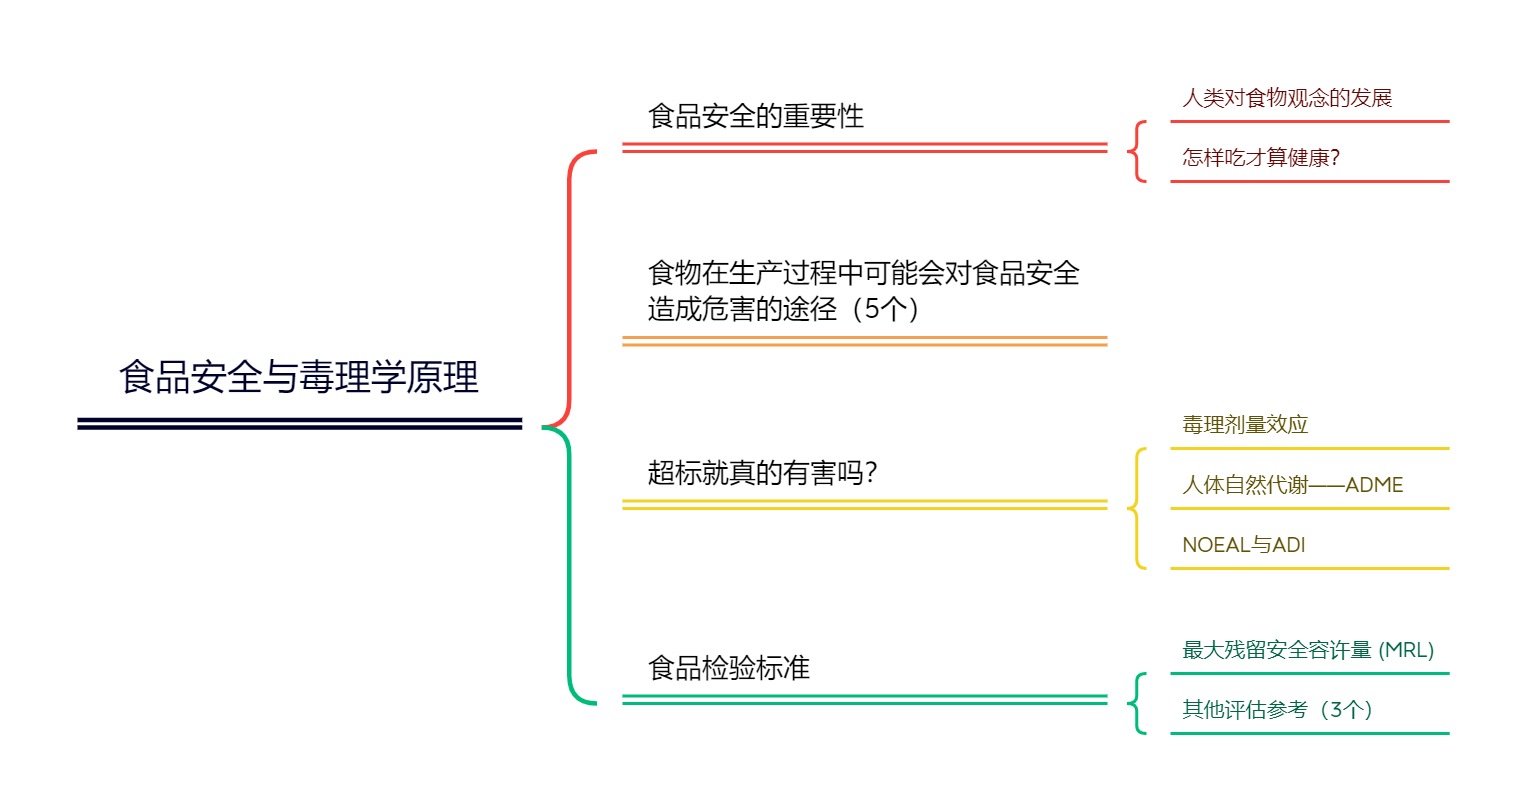 食品安全与毒理学原理
食品安全的重要性
人类对食物观念的发展
怎样吃才算健康?
食物在生产过程中可能会对食品安全
造成危害的途径（5个）
超标就真的有害吗?
毒理剂量效应
人体自然代谢——ADME
NOEAL与ADI
食品检验标准
最大残留安全容许量 (MRL)
其他评估参考（3个）